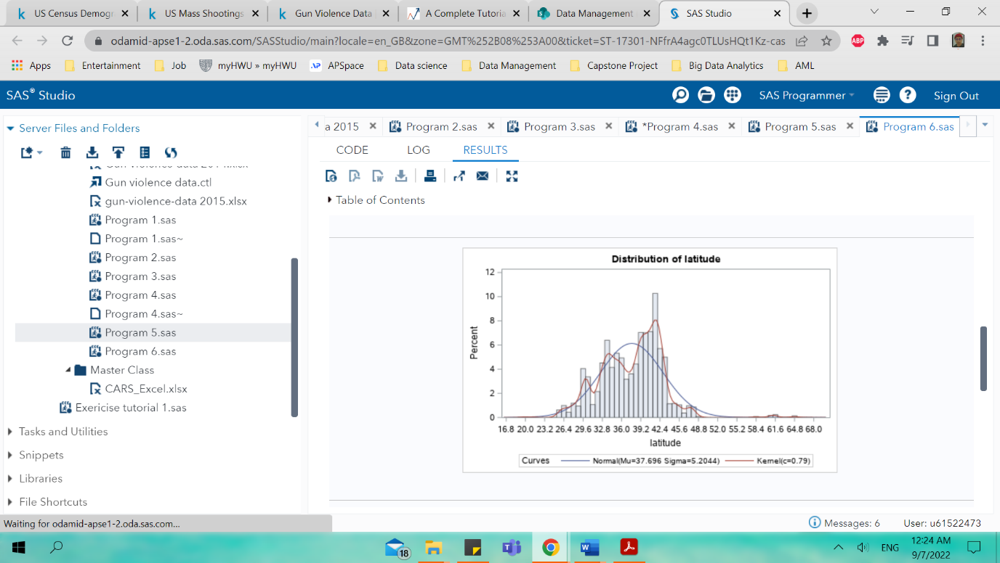 US Census Demogr
US Mass Shootings
Gun Violence Data
A Complete Tutoria
Data Management
SAS Studio
odamid-apse1-2.oda.sas.com/SASStudio/main?locale=en_GB&zone=GMT%252B08%253A00&ticket=ST-17301-NFfrA4agc0TLUsHQt1Kz-cas
ABP
Apps
Entertainment
Job
myHWU » myHWU
APSpace
Data science
Data Management
Capstone Project
Big Data Analytics
AML
SAS® Studio
SAS Programmer
Sign Out
Server Files and Folders
Gun violence data.ctl
gun-violence-data 2015.xlsx
Program 1.sas
Program 1.sas~
Program 2.sas
Program 3.sas
Program 4.sas
Program 4.sas~
Program 5.sas
Program 6.sas
Master Class
CARS_Excel.xlsx
Exericise tutorial 1.sas
Tasks and Utilities
Snippets
Libraries
File Shortcuts
a 2015
Program 2.sas
Program 3.sas
*Program 4.sas
Program 5.sas
Program 6.sas
CODE
LOG
RESULTS
Table of Contents
Distribution of latitude
Percent
12
10
8
6
4
2
0
16.8 20.0 23.2 26.4 29.6 32.8 36.0 39.2 42.4 45.6 48.8 52.0 55.2 58.4 61.6 64.8 68.0
latitude
Curves Normal(Mu=37.696 Sigma=5.2044) Kernel(c=0.79)
Waiting for odamid-apse1-2.oda.sas.com...
Messages: 6
User: u61522473
18
ENG
12:24 AM
9/7/2022